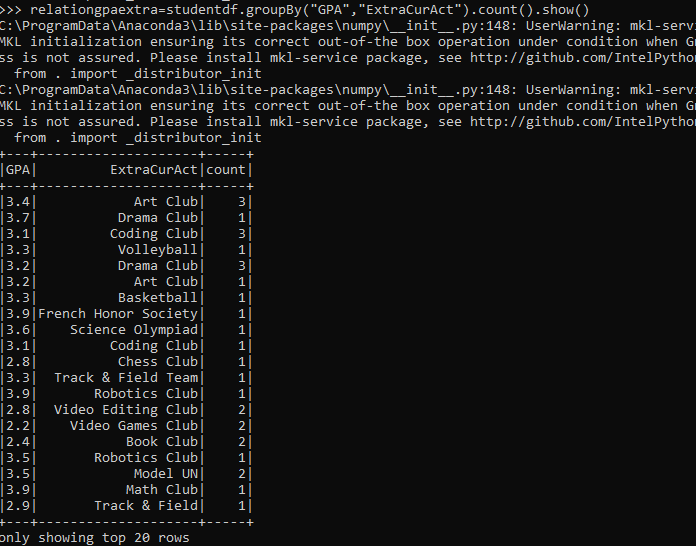 >>> relationgpaextra=studentdf.groupBy("GPA","ExtraCurAct").count().show()
C:\ProgramData\Anaconda3\lib\site-packages\numpy\__init__.py:148: UserWarning: mkl-servi
MKL initialization ensuring its correct out-of-the box operation under condition when Gn
ss is not assured. Please install mkl-service package, see http://github.com/IntelPython
  from . import _distributor_init
C:\ProgramData\Anaconda3\lib\site-packages\numpy\__init__.py:148: UserWarning: mkl-servi
MKL initialization ensuring its correct out-of-the box operation under condition when Gn
ss is not assured. Please install mkl-service package, see http://github.com/IntelPython
  from . import _distributor_init
+---+--------------------+-----+
|GPA|         ExtraCurAct|count|
+---+--------------------+-----+
|3.4|            Art Club|    3|
|3.7|          Drama Club|    1|
|3.1|         Coding Club|    3|
|3.3|          Volleyball|    1|
|3.2|          Drama Club|    3|
|3.2|            Art Club|    1|
|3.3|          Basketball|    1|
|3.9|French Honor Society|    1|
|3.6|    Science Olympiad|    1|
|3.1|         Coding Club|    1|
|2.8|          Chess Club|    1|
|3.3|  Track & Field Team|    1|
|3.9|       Robotics Club|    1|
|2.8|  Video Editing Club|    2|
|2.2|    Video Games Club|    2|
|2.4|           Book Club|    2|
|3.5|       Robotics Club|    1|
|3.5|            Model UN|    2|
|3.9|           Math Club|    1|
|2.9|       Track & Field|    1|
+---+--------------------+-----+
only showing top 20 rows